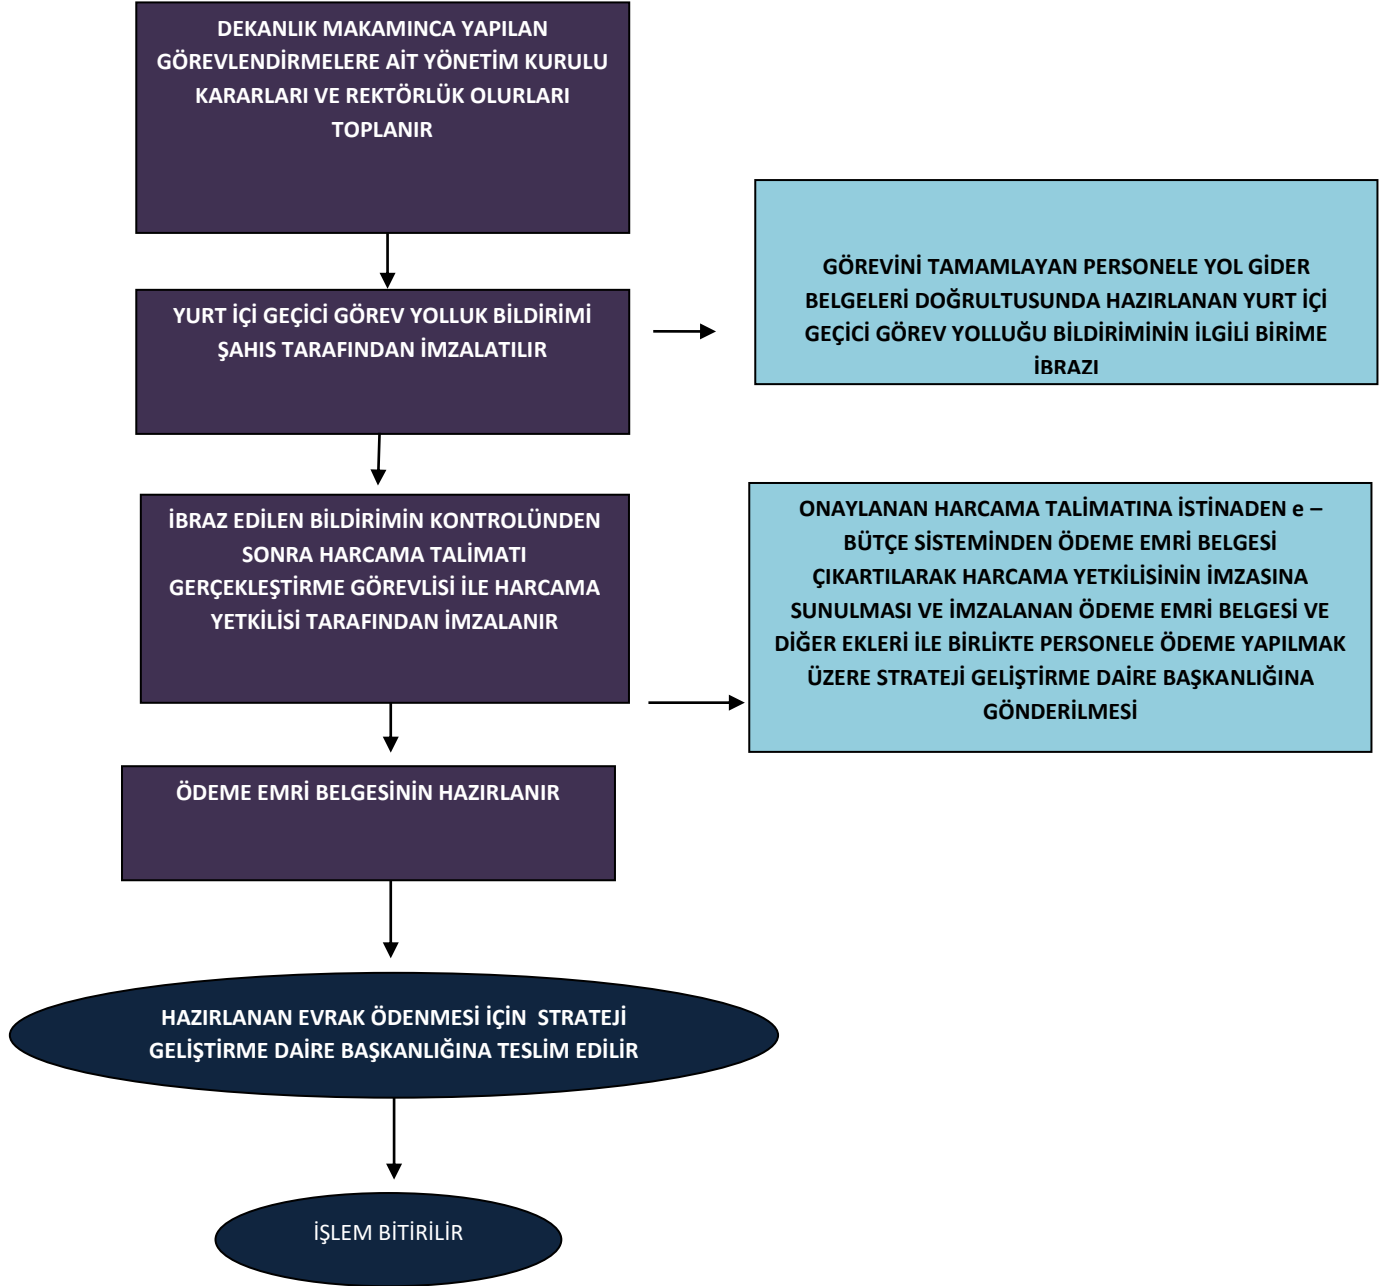 DEKANLIK MAKAMINCA YAPILAN
GÖREVLENDİRMELERE AİT YÖNETİM KURULU
KARARLARI VE REKTÖRLÜK OLURLARI
TOPLANIR
YURT İÇİ GEÇİCİ GÖREV YOLLUK BİLDİRİMİ
ŞAHIS TARAFINDAN İMZALATILIR
GÖREVİNİ TAMAMLAYAN PERSONELE YOL GİDER
BELGELERİ DOĞRULTUSUNDA HAZIRLANAN YURT İÇİ
GEÇİCİ GÖREV YOLLUĞU BİLDİRİMİNİN İLGİLİ BİRİME
İBRAZI
İBRAZ EDİLEN BİLDİRİMİN KONTROLÜNDEN
SONRA HARCAMA TALİMATI
GERÇEKLEŞTİRME GÖREVLİSİ İLE HARCAMA
YETKİLİSİ TARAFINDAN İMZALANIR
ONAYLANAN HARCAMA TALİMATINA İSTİNADEN e –
BÜTÇE SİSTEMİNDEN ÖDEME EMRİ BELGESİ
ÇIKARTILARAK HARCAMA YETKİLİSİNİN İMZASINA
SUNULMASI VE İMZALANAN ÖDEME EMRİ BELGESİ VE
DİĞER EKLERİ İLE BİRLİKTE PERSONELE ÖDEME YAPILMAK
ÜZERE STRATEJİ GELİŞTİRME DAİRE BAŞKANLIĞINA
GÖNDERİLMESİ
ÖDEME EMRİ BELGESİNİN HAZIRLANIR
HAZIRLANAN EVRAK ÖDENMESİ İÇİN  STRATEJİ
GELİŞTİRME DAİRE BAŞKANLIĞINA TESLİM EDİLİR
İŞLEM BİTİRİLİR